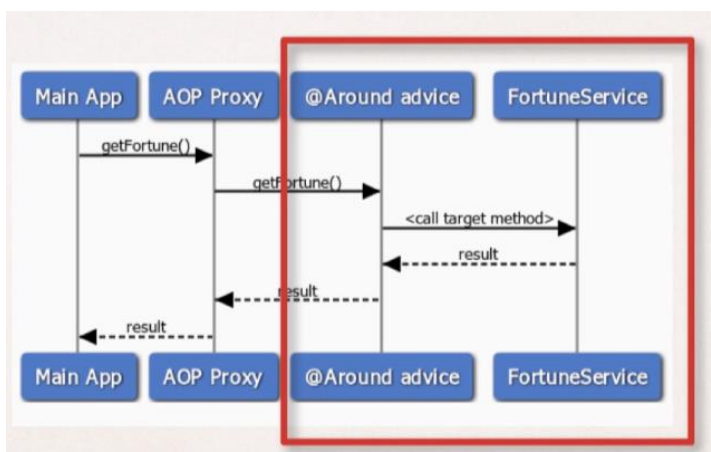 Main App AOP Proxy @Around advice FortuneService
getFortune()
getFortune()
<call target method>
result
result
result
Main App AOP Proxy @Around advice FortuneService